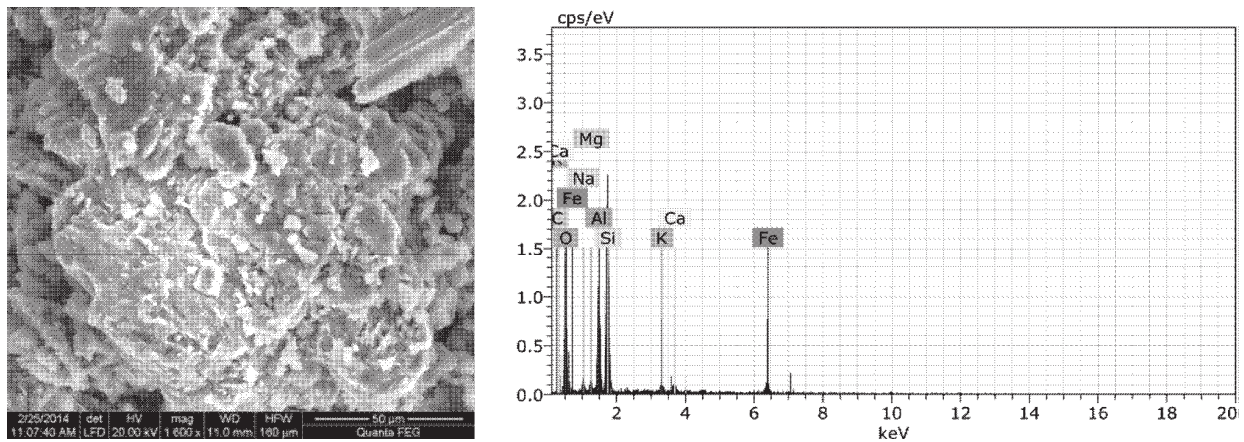 2/25/2014 det HV mag WD HFW 50 µm
11:07:40 AM LFD 20.00 kV 1 600 x 11.0 mm 160 µm Quanta FEG
cps/eV
3.5
3.0
2.5
2.0
1.5
1.0
0.5
0.0
Mg
Ca
K
Na
Fe
C Al Ca
O Si K Fe
2 4 6 8 10 12 14 16 18 20
keV